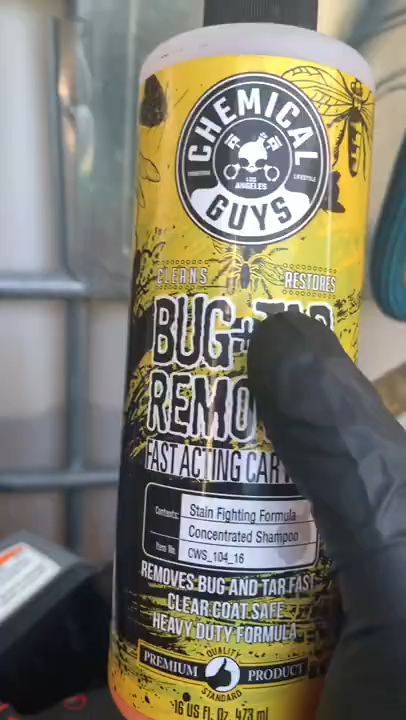 CHEMICAL
LOS ANGELES
LIFESTYLE
GUYS
CLEANS RESTORES
BUG+
FAST ACTING CAR
Contents: Stain Fighting Formula
Concentrated Shampoo
Item No. CWS_104_16
REMOVES BUG AND TAR FAST
CLEAR COAT SAFE
HEAVY DUTY FORMULA
QUALITY
PREMIUM PRODUCT
STANDARD
16 US FL. Oz. 473 ml